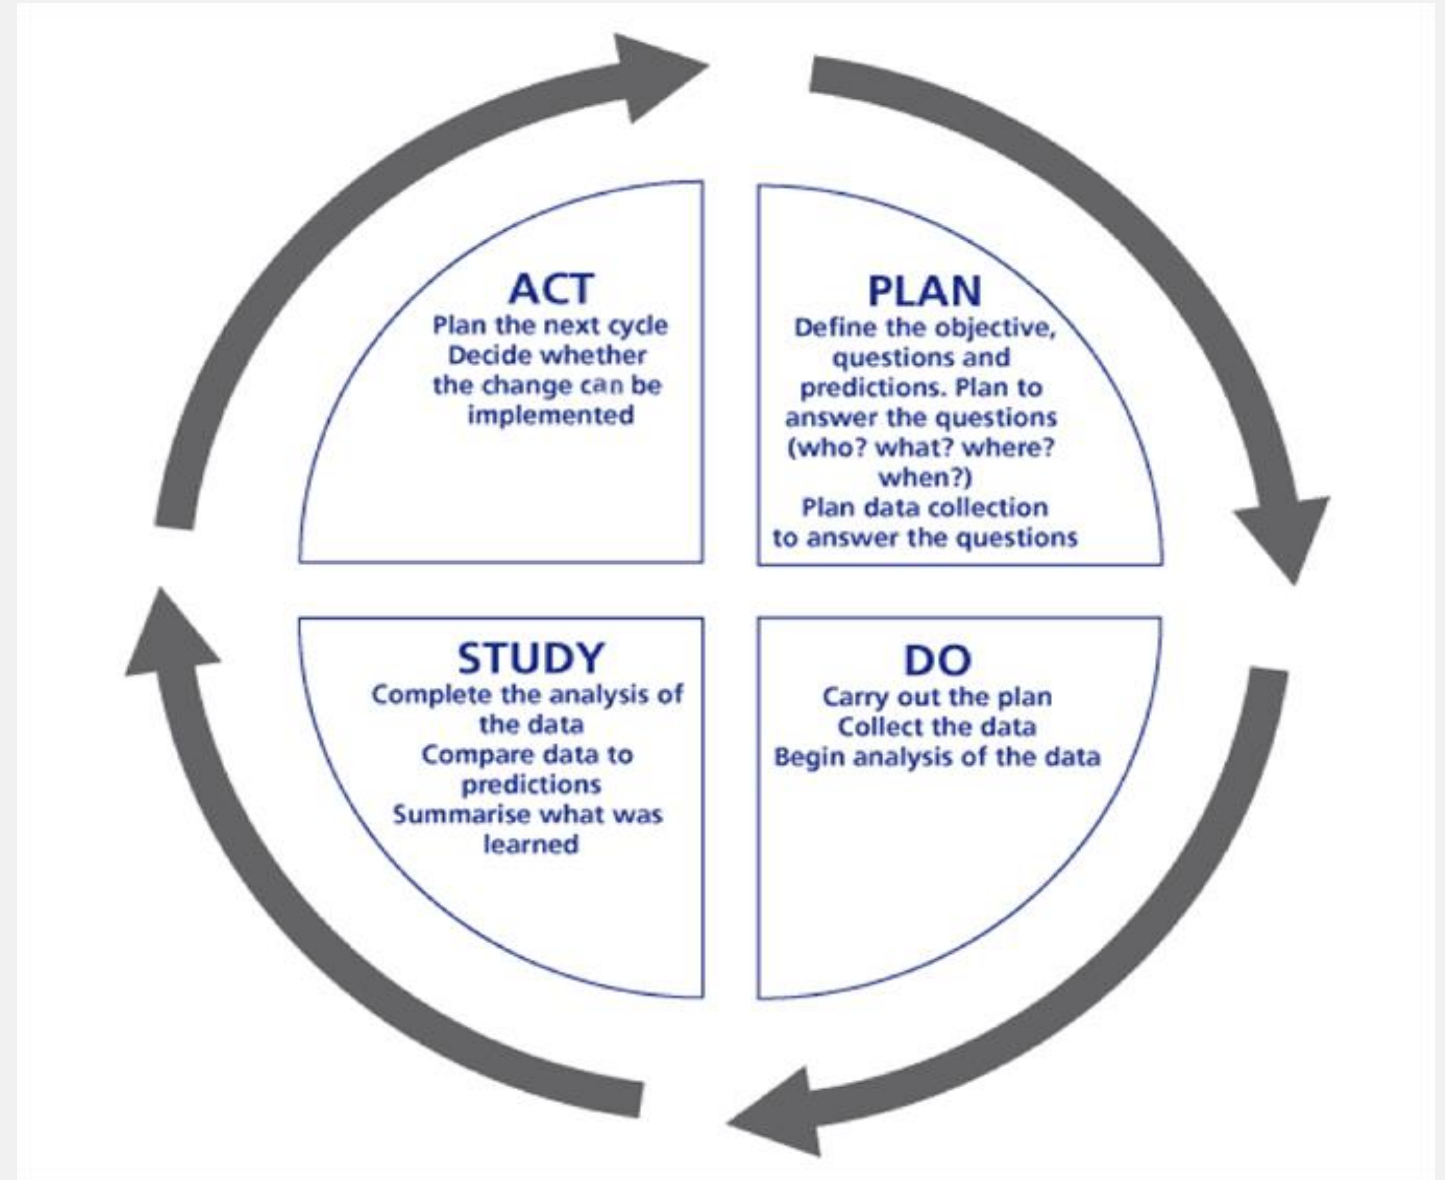 ACT
Plan the next cycle
Decide whether
the change can be
implemented
PLAN
Define the objective,
questions and
predictions. Plan to
answer the questions
(who? what? where?
when?)
Plan data collection
to answer the questions
STUDY
Complete the analysis of
the data
Compare data to
predictions
Summarise what was
learned
DO
Carry out the plan
Collect the data
Begin analysis of the data